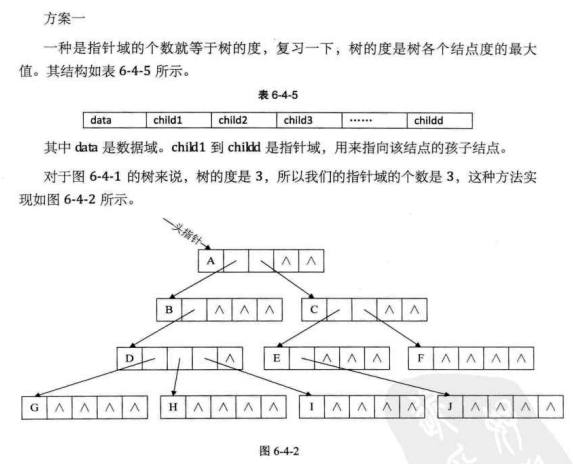 方案一
一种是指针域的个数就等于树的度，复习一下，树的度是树各个结点度的最大
值。其结构如表 6-4-5 所示。
表 6-4-5
data child1 child2 child3 …… childd
其中 data 是数据域。child1 到 childd 是指针域，用来指向该结点的孩子结点。
对于图 6-4-1 的树来说，树的度是 3，所以我们的指针域的个数是 3，这种方法实
现如图 6-4-2 所示。
头指针
A ∧ ∧
B ∧ ∧ ∧ C ∧ ∧
D ∧ E ∧ ∧ ∧ F ∧ ∧ ∧ ∧
G ∧ ∧ ∧ ∧ H ∧ ∧ ∧ ∧ I ∧ ∧ ∧ ∧ J ∧ ∧ ∧ ∧
图 6-4-2